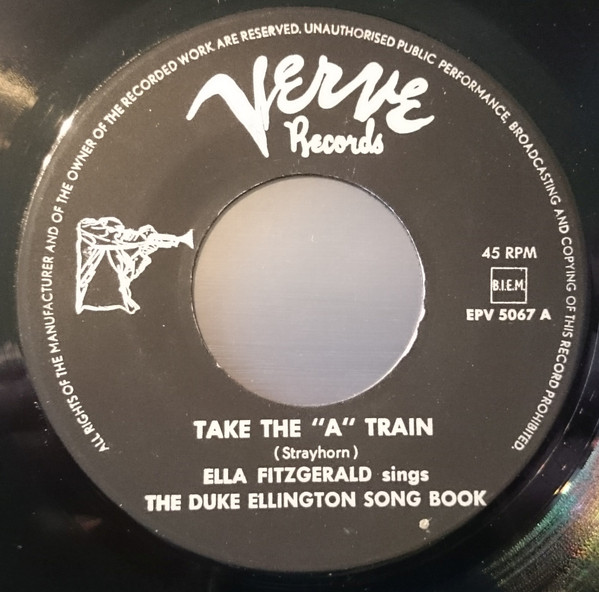 ALL RIGHTS OF THE MANUFACTURER AND OF THE OWNER OF THE RECORDED WORK ARE RESERVED. UNAUTHORISED PUBLIC PERFORMANCE, BROADCASTING AND COPYING OF THIS RECORD PROHIBITED.
Verve
Records
45 RPM
B.I.E.M.
EPV 5067 A
TAKE THE "A" TRAIN
(Strayhorn)
ELLA FITZGERALD sings
THE DUKE ELLINGTON SONG BOOK